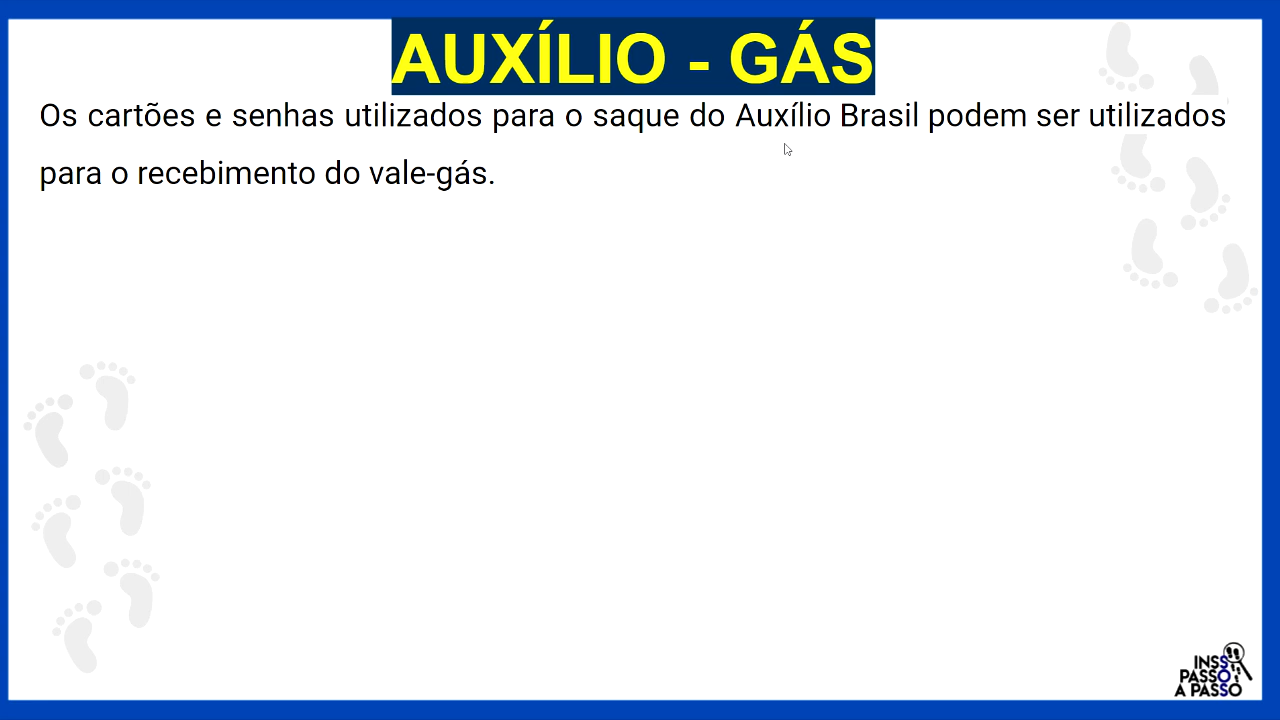 AUXÍLIO - GÁS
Os cartões e senhas utilizados para o saque do Auxílio Brasil podem ser utilizados
para o recebimento do vale-gás.
INSS
PASSO
A PASSO